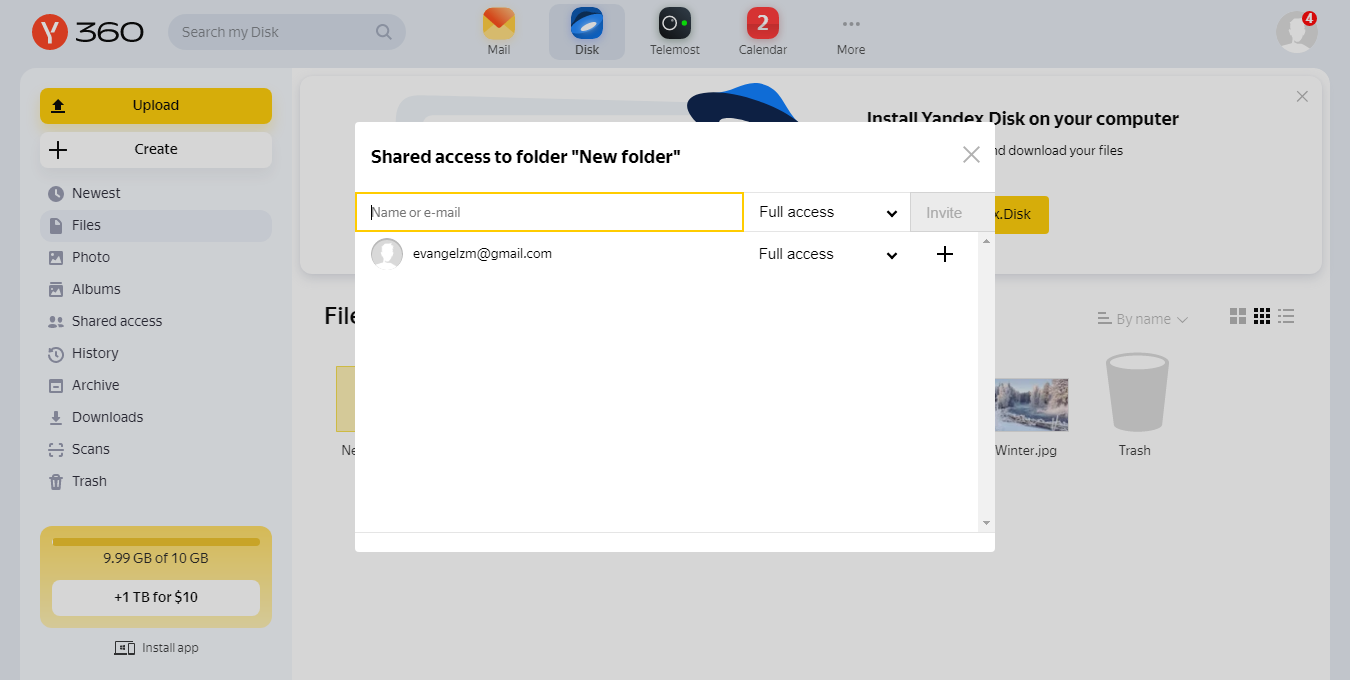 360
Search my Disk
Mail
Disk
Telemost
2
Calendar
More
4
Upload
Create
Newest
Files
Photo
Albums
Shared access
History
Archive
Downloads
Scans
Trash
9.99 GB of 10 GB
+1 TB for $10
Install app
Install Yandex Disk on your computer
nd download your files
x.Disk
Shared access to folder "New folder"
Name or e-mail
Full access
Invite
evangelzm@gmail.com
Full access
File
By name
Ne
Winter.jpg
Trash